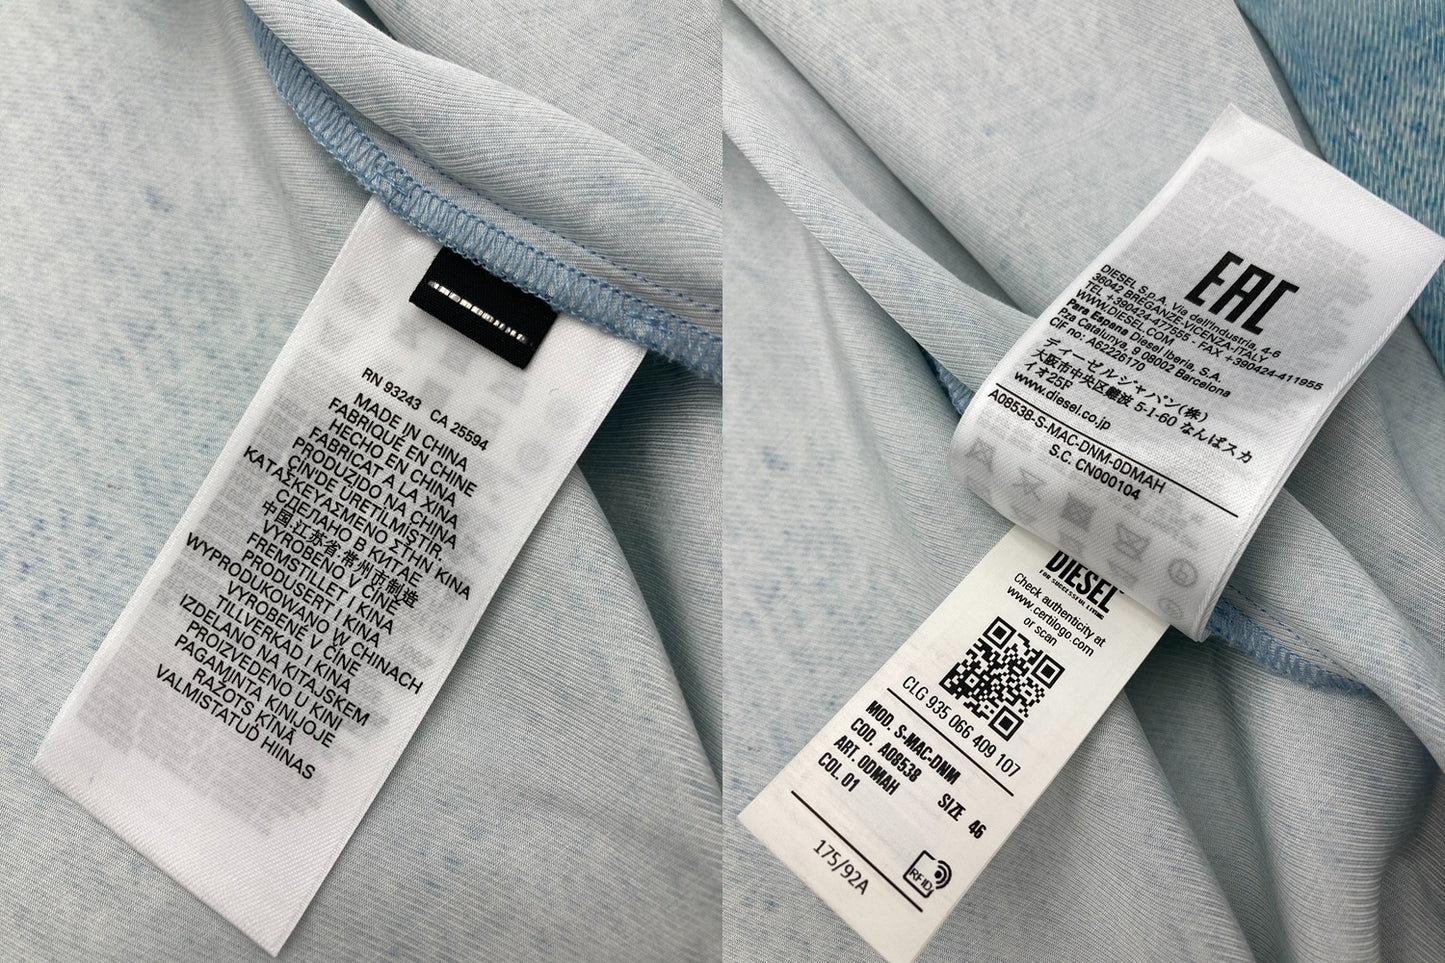 RN 93243 CA 25594
MADE IN CHINA
FABRIQUÉ EN CHINE
HECHO EN CHINA
FABRICAT A LA XINA
PRODUZIDO NA CHINA
ÇIN'DE ÜRETILMIŞTIR.
ΚΑΤΑΣΚΕΥΑΣΜΕΝΟ ΣΤΗΝ ΚΙΝΑ
СДЕЛАНО В КИТАЕ
中国.江苏省.常州市制造
VYROBENO V ČÍNĚ
FREMSTILLET I KINA
PRODUSERT I KINA
WYPRODUKOWANO W CHINACH
VYROBENÉ V ČÍNE
TILLVERKAD I KINA
IZDELANO NA KITAJSKEM
PROIZVEDENO U KINI
PAGAMINTA KINIJOJE
RAŽOTS ĶĪNĀ
VALMISTATUD HIINAS
EAC
DIESEL S.p.A. Via dell'Industria, 4-6
36042 BREGANZE-VICENZA-ITALY
TEL +390424-477555 - FAX +390424-411955
WWW.DIESEL.COM
Para Espana Diesel Iberia, S.A.
Pza Catalunya, 9 08002 Barcelona
CIF no: A62226170
ディーゼルジャパン(株)
大阪市中央区難波 5-1-60 なんばスカ
イオ25F
www.diesel.co.jp
A08538-S-MAC-DNM-0DMAH
S.C. CN000104
DIESEL
FOR SUCCESSFUL LIVING
Check authenticity at
www.certilogo.com
or scan
CLG 935 066 409 107
MOD. S-MAC-DNM
COD. A08538 SIZE 46
ART. 0DMAH
COL. 01
175/92A
RFID